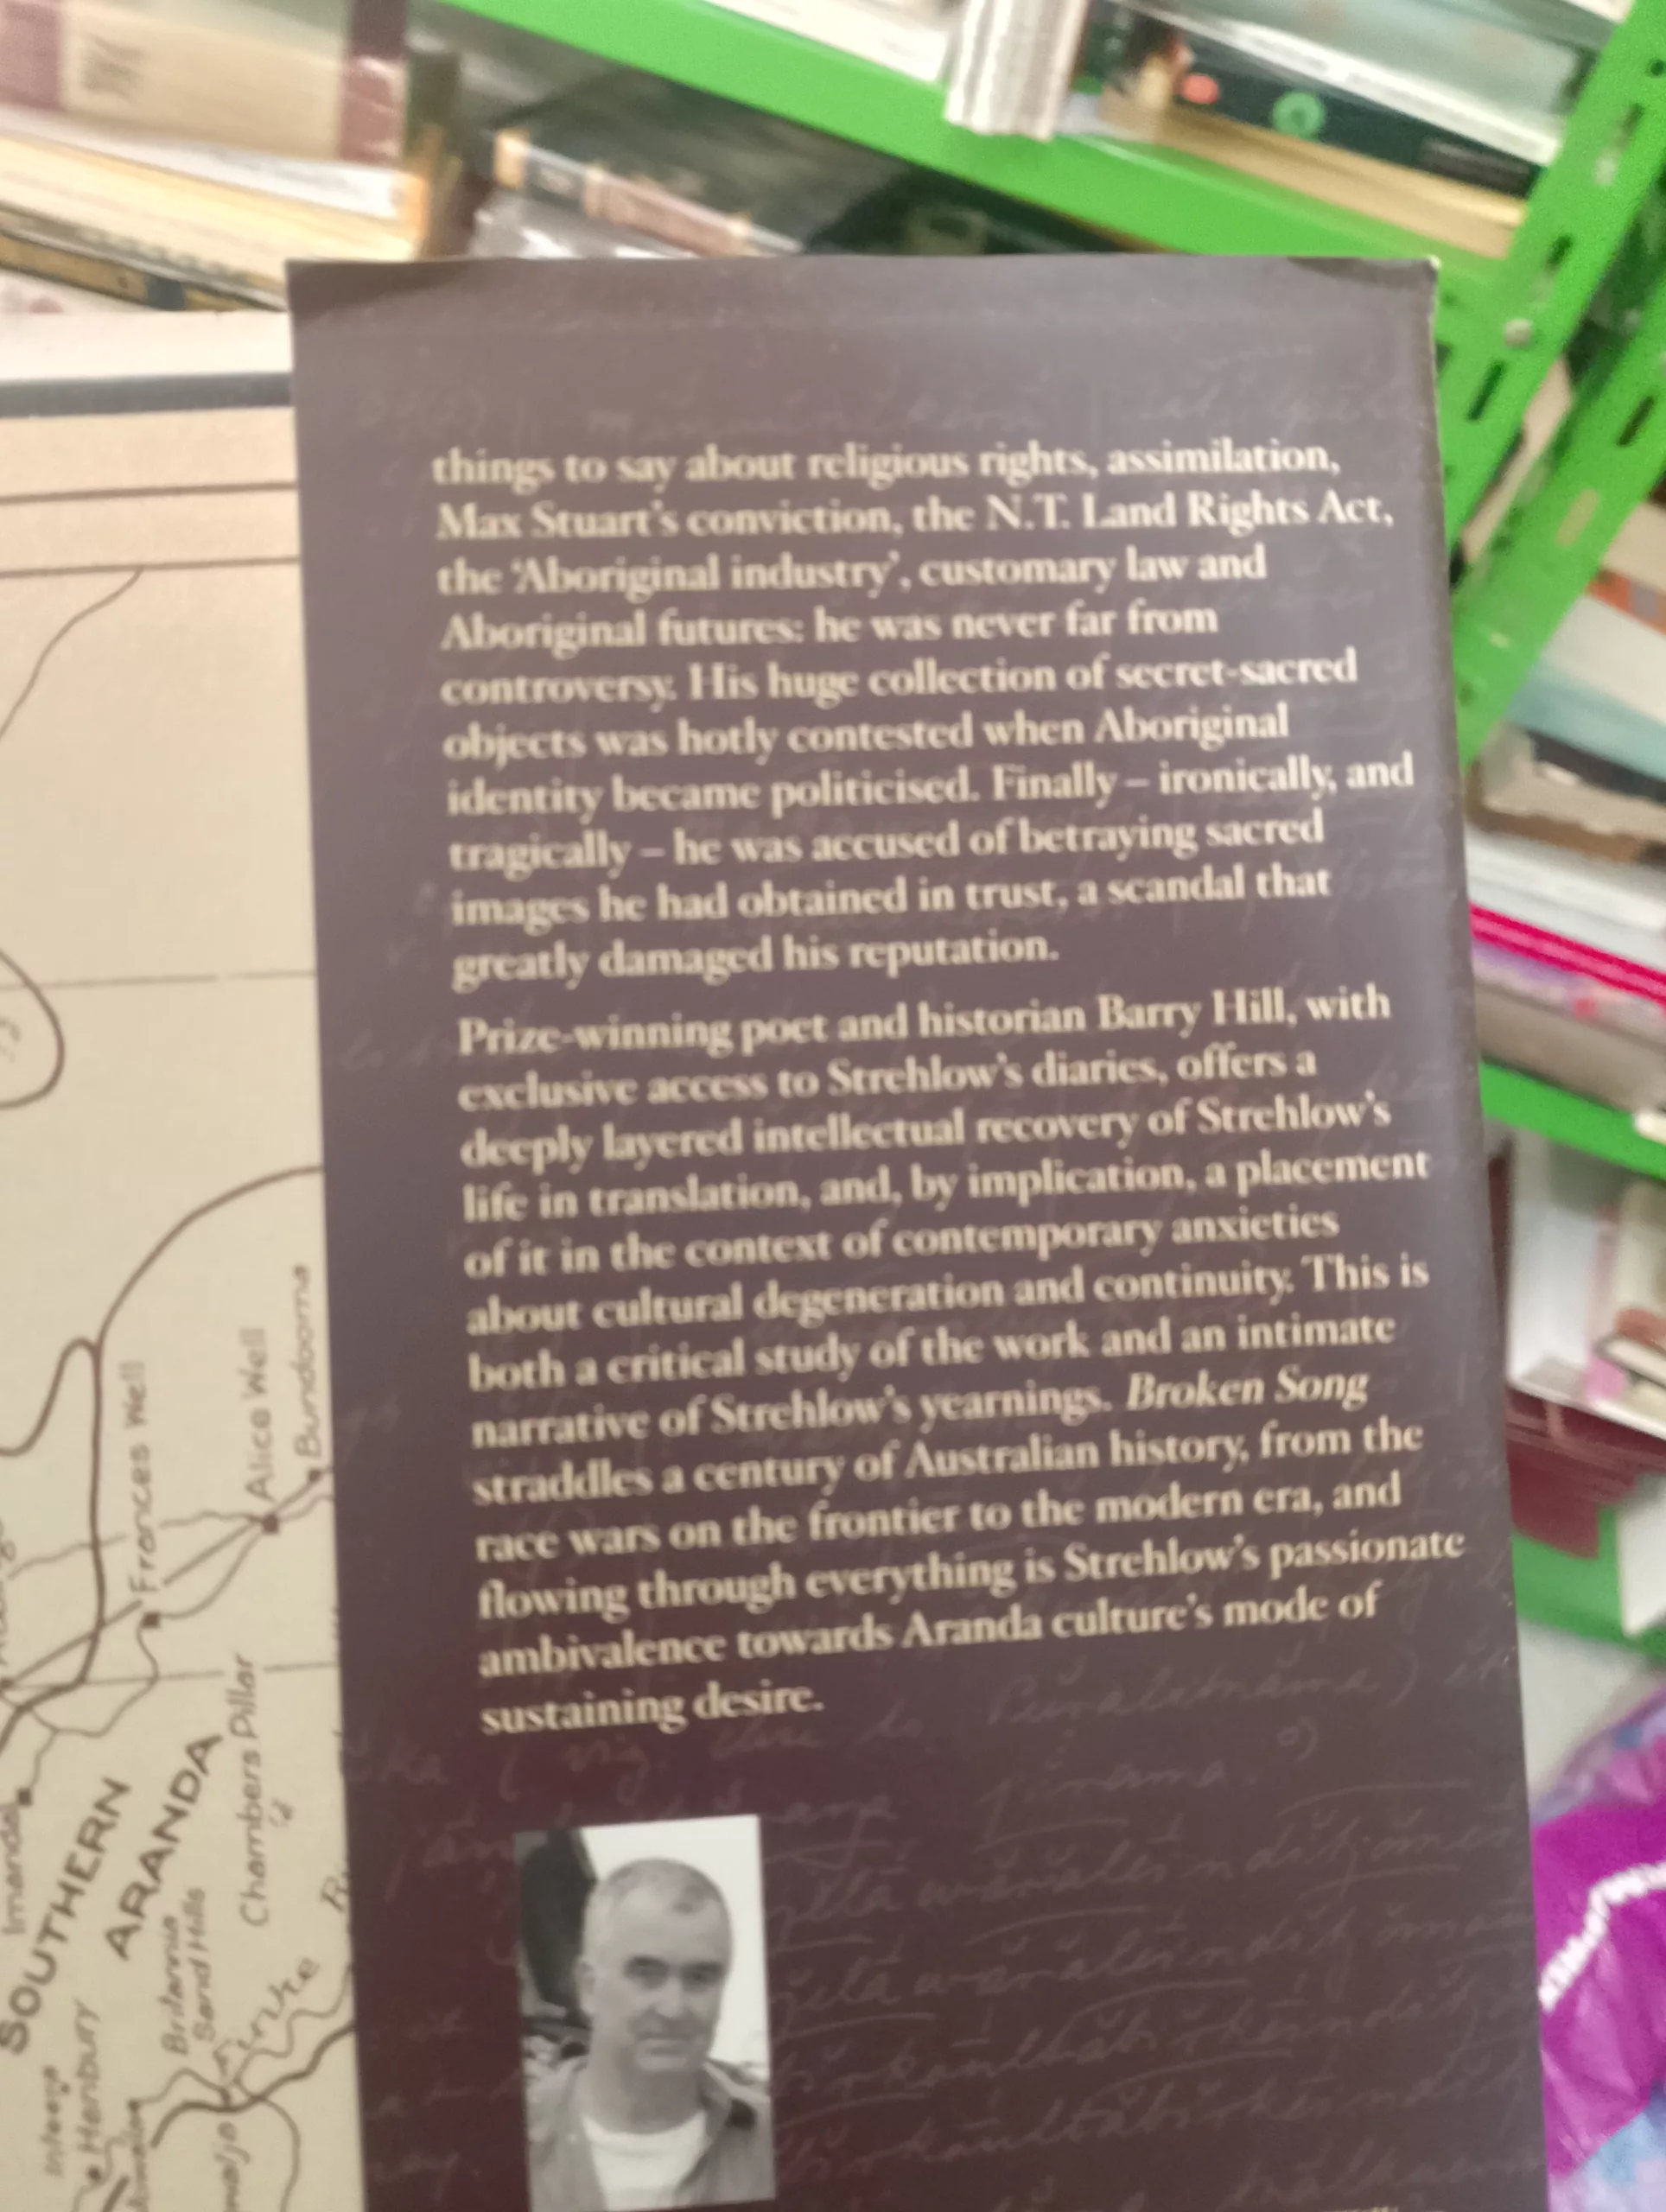 things to say about religious rights, assimilation,
Max Stuart's conviction, the N.T. Land Rights Act,
the 'Aboriginal industry', customary law and
Aboriginal futures: he was never far from
controversy. His huge collection of secret-sacred
objects was hotly contested when Aboriginal
identity became politicised. Finally – ironically, and
tragically – he was accused of betraying sacred
images he had obtained in trust, a scandal that
greatly damaged his reputation.
Prize-winning poet and historian Barry Hill, with
exclusive access to Strehlow's diaries, offers a
deeply layered intellectual recovery of Strehlow's
life in translation, and, by implication, a placement
of it in the context of contemporary anxieties
about cultural degeneration and continuity. This is
both a critical study of the work and an intimate
narrative of Strehlow's yearnings. Broken Song
straddles a century of Australian history, from the
race wars on the frontier to the modern era, and
flowing through everything is Strehlow's passionate
ambivalence towards Aranda culture's mode of
sustaining desire.
Bundooma
Alice Well
Frances Well
Chambers Pillar
Imanda
SOUTHERN
ARANDA
Britannia
Sand Hills
Finke
Henbury